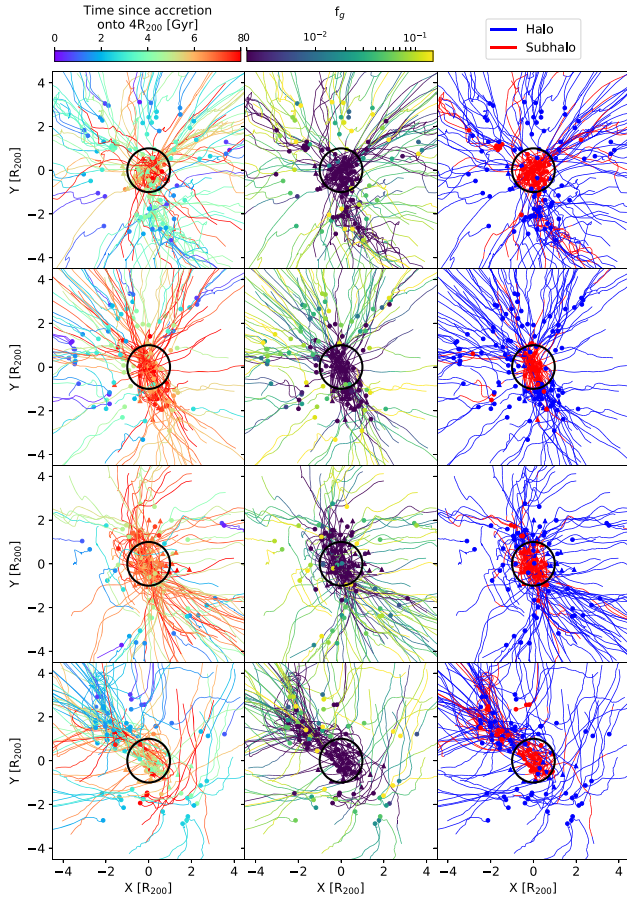 Time since accretion
onto 4R200 [Gyr]
fg
0 2 4 6 80
10−2 10−1
Halo
Subhalo
Y [R200]
4
2
0
−2
−4
Y [R200]
4
2
0
−2
−4
Y [R200]
4
2
0
−2
−4
Y [R200]
4
2
0
−2
−4
−4 −2 0 2 4 −4 −2 0 2 4 −4 −2 0 2 4
X [R200] X [R200] X [R200]